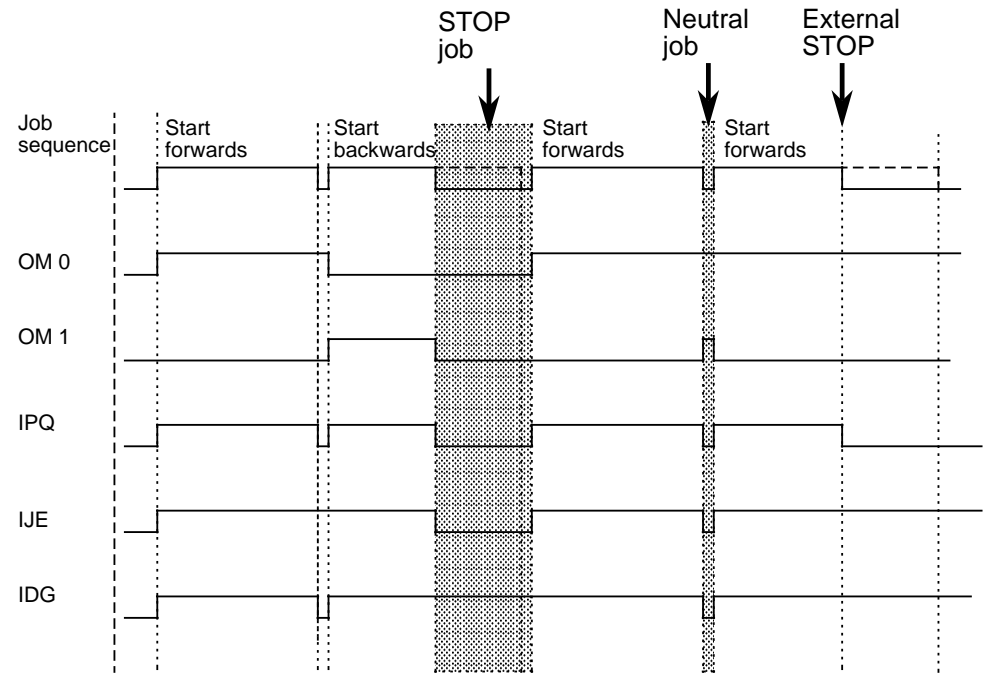 STOP
job
Neutral
job
External
STOP
Job
sequence
Start
forwards
Start
backwards
Start
forwards
Start
forwards
OM 0
OM 1
IPQ
IJE
IDG